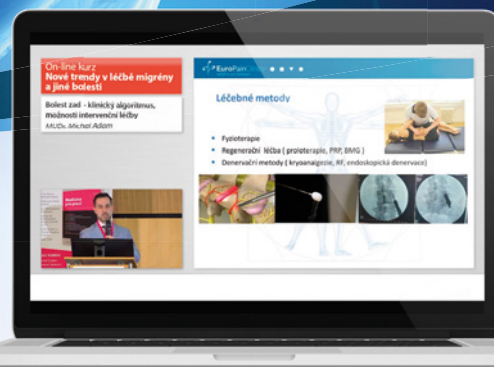 On-line kurz
Nové trendy v léčbě migrény
a jiné bolesti
Bolest zad - klinický algoritmus,
možnosti intervenční léčby
MUDr. Michal Adam
EuroPain
Léčebné metody
Fyzioterapie
Regenerační léčba ( proloterapie, PRP, BMG )
Denervační metody ( kryoanalgezie, RF, endoskopická denervace)